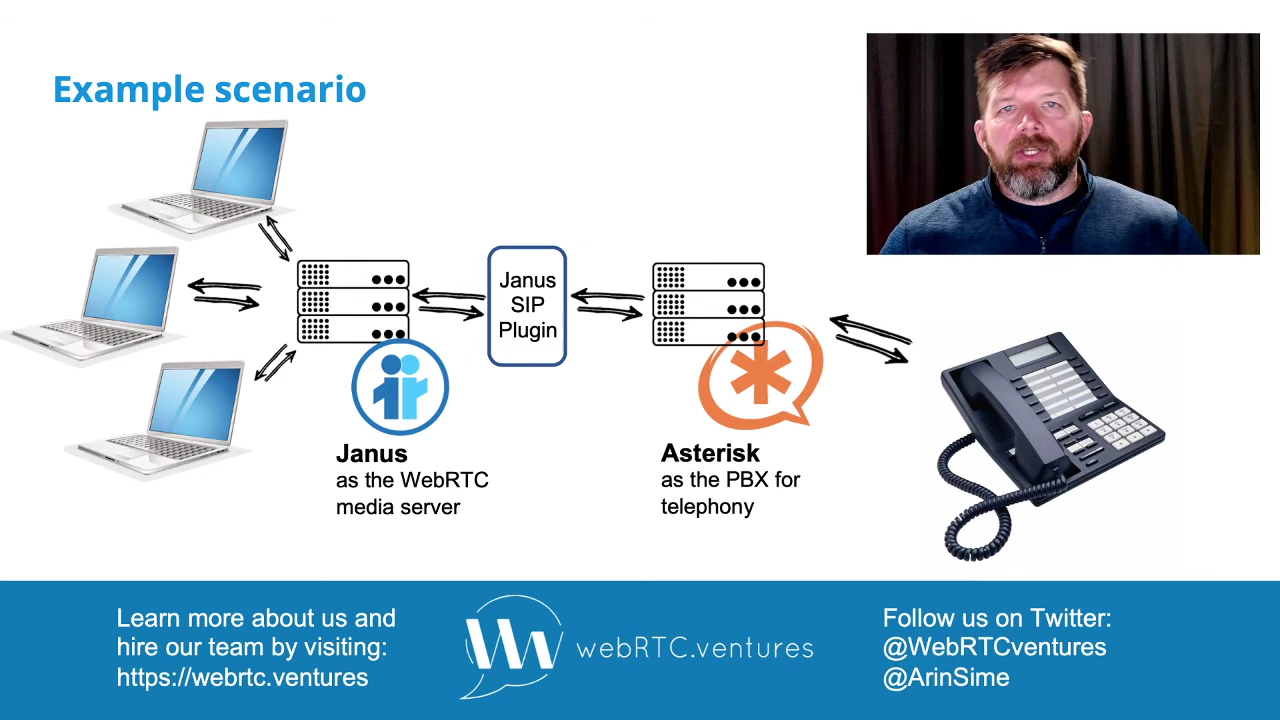 Example scenario
Janus
SIP
Plugin
Janus
as the WebRTC
media server
Asterisk
as the PBX for
telephony
Learn more about us and
hire our team by visiting:
https://webrtc.ventures
webRTC.ventures
Follow us on Twitter:
@WebRTCventures
@ArinSime